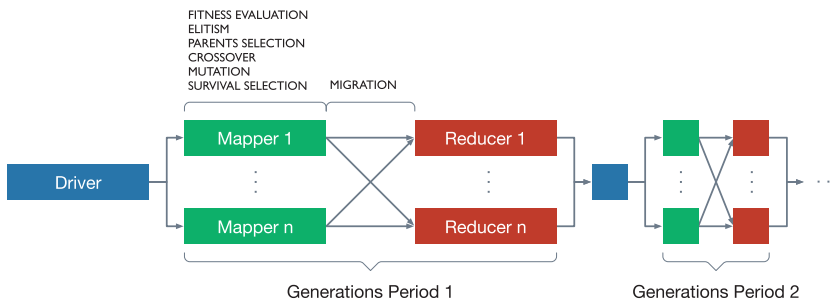 FITNESS EVALUATION
ELITISM
PARENTS SELECTION
CROSSOVER
MUTATION
SURVIVAL SELECTION
MIGRATION
Mapper 1
Reducer 1
Driver
Mapper n
Reducer n
Generations Period 1
Generations Period 2